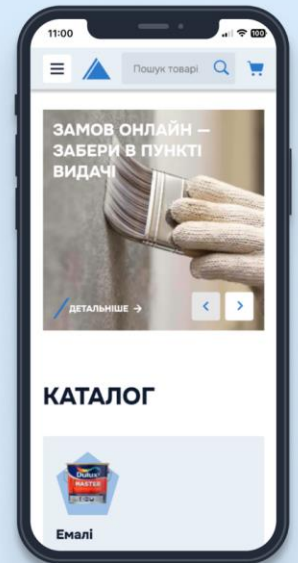 11:00
100
Пошук товарі
ЗАМОВ ОНЛАЙН —
ЗАБЕРИ В ПУНКТІ
ВИДАЧІ
ДЕТАЛЬНІШЕ →
КАТАЛОГ
Dulux
MASTER
Емалі